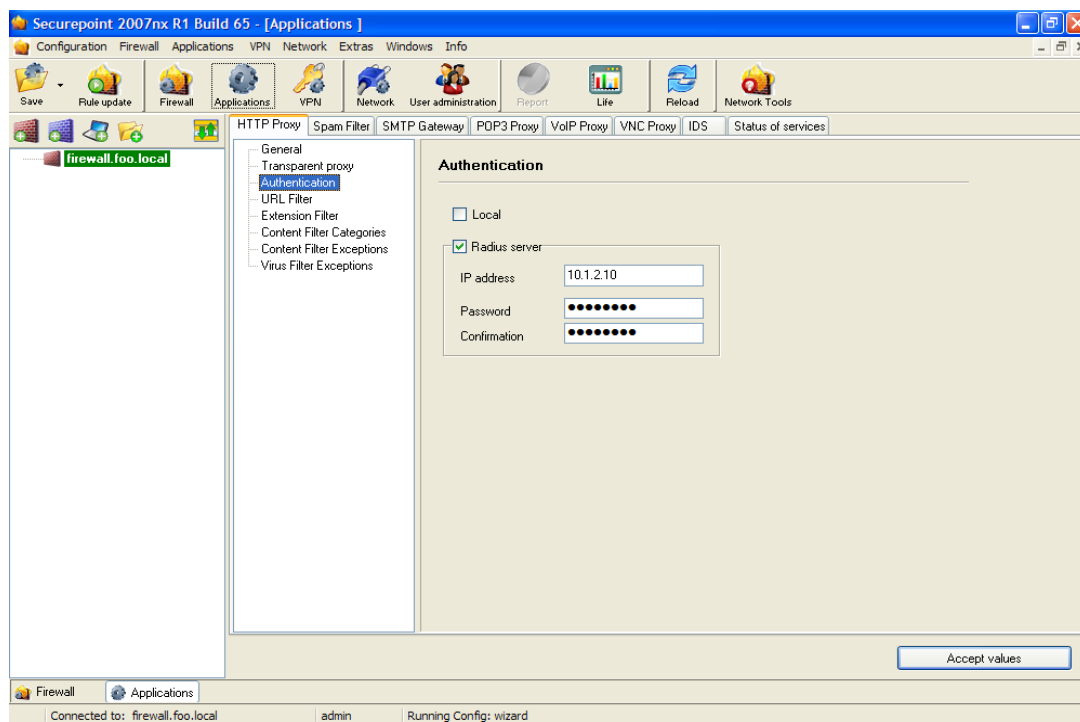 Securepoint 2007nx R1 Build 65 - [Applications ]
Configuration Firewall Applications VPN Network Extras Windows Info
Save Rule update Firewall Applications VPN Network User administration Report Life Reload Network Tools
HTTP Proxy Spam Filter SMTP Gateway POP3 Proxy VoIP Proxy VNC Proxy IDS Status of services
firewall.foo.local
General
Transparent proxy
Authentication
URL Filter
Extension Filter
Content Filter Categories
Content Filter Exceptions
Virus Filter Exceptions
Authentication
Local
Radius server
IP address 10.1.2.10
Password ●●●●●●●●
Confirmation ●●●●●●●●
Accept values
Firewall Applications
Connected to: firewall.foo.local admin Running Config: wizard